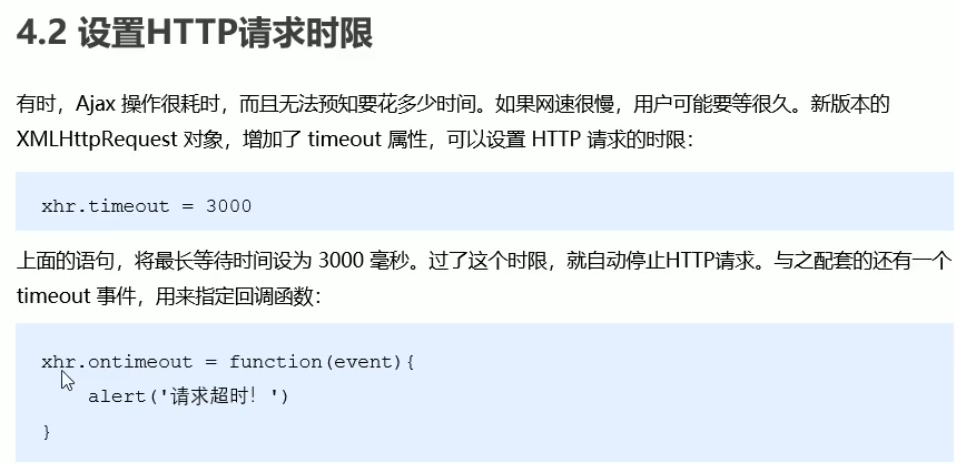 4.2 设置HTTP请求时限
有时，Ajax 操作很耗时，而且无法预知要花多少时间。如果网速很慢，用户可能要等很久。新版本的
XMLHttpRequest 对象，增加了 timeout 属性，可以设置 HTTP 请求的时限：
xhr.timeout = 3000
上面的语句，将最长等待时间设为 3000 毫秒。过了这个时限，就自动停止HTTP请求。与之配套的还有一个
timeout 事件，用来指定回调函数：
xhr.ontimeout = function(event){
    alert('请求超时！')
}